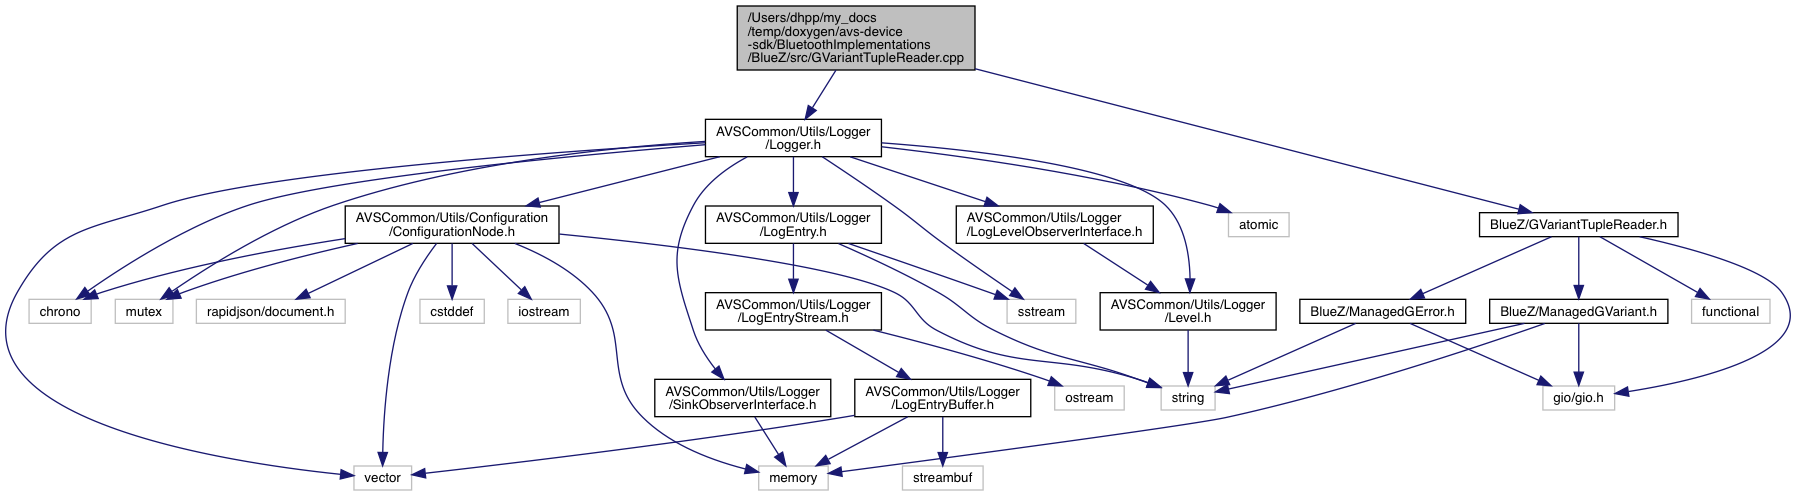 /Users/dhpp/my_docs
/temp/doxygen/avs-device
-sdk/BluetoothImplementations
/BlueZ/src/GVariantTupleReader.cpp
AVSCommon/Utils/Logger
/Logger.h
AVSCommon/Utils/Configuration
/ConfigurationNode.h
AVSCommon/Utils/Logger
/LogEntry.h
AVSCommon/Utils/Logger
/LogLevelObserverInterface.h
atomic
BlueZ/GVariantTupleReader.h
chrono
mutex
rapidjson/document.h
cstddef
iostream
AVSCommon/Utils/Logger
/LogEntryStream.h
sstream
AVSCommon/Utils/Logger
/Level.h
BlueZ/ManagedGError.h
BlueZ/ManagedGVariant.h
functional
AVSCommon/Utils/Logger
/SinkObserverInterface.h
AVSCommon/Utils/Logger
/LogEntryBuffer.h
ostream
string
gio/gio.h
vector
memory
streambuf